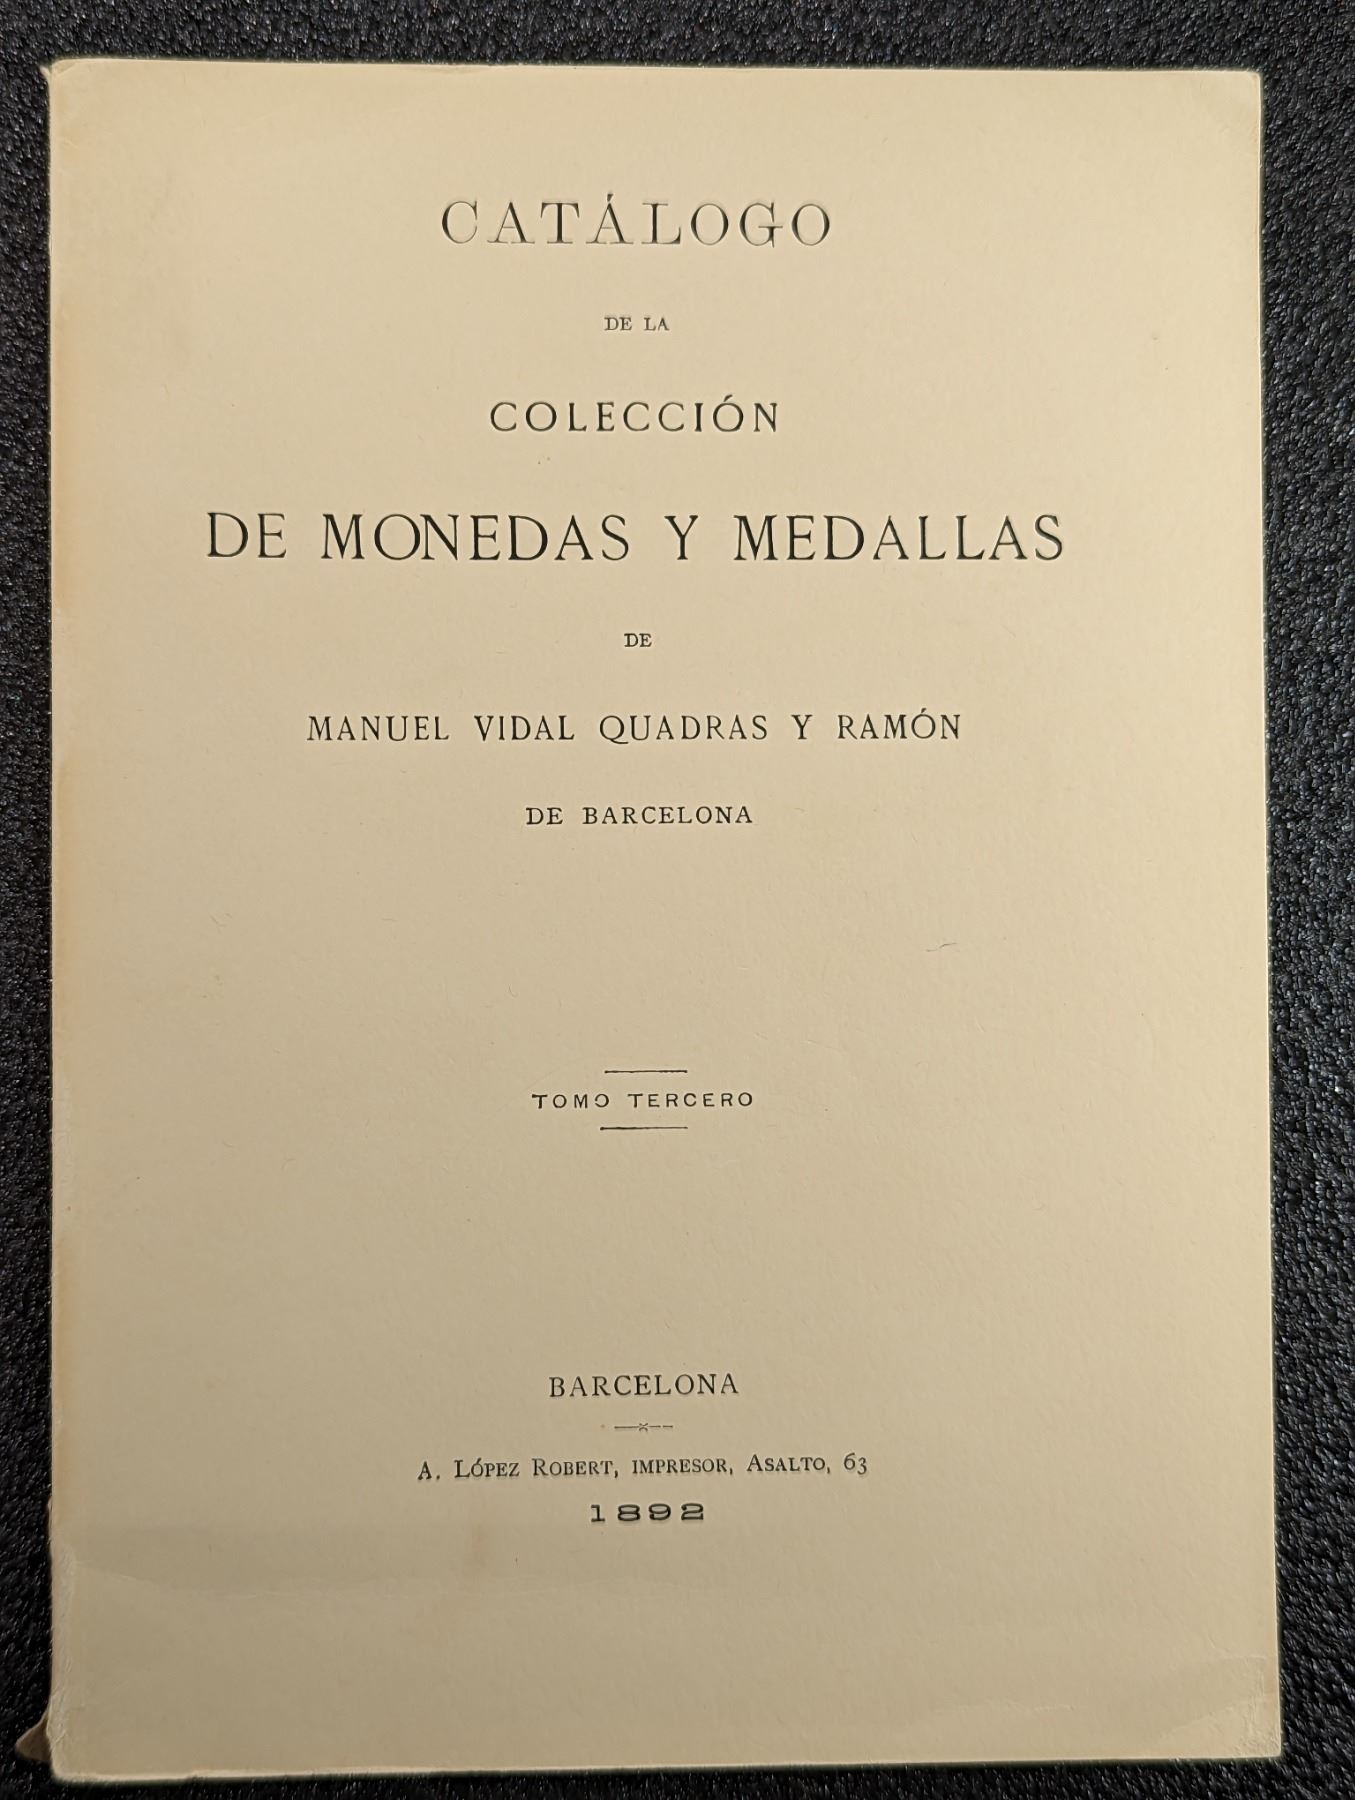 CATÁLOGO
DE LA
COLECCIÓN
DE MONEDAS Y MEDALLAS
DE
MANUEL VIDAL QUADRAS Y RAMÓN
DE BARCELONA
TOMO TERCERO
BARCELONA
A. LÓPEZ ROBERT, IMPRESOR, ASALTO, 63
1892